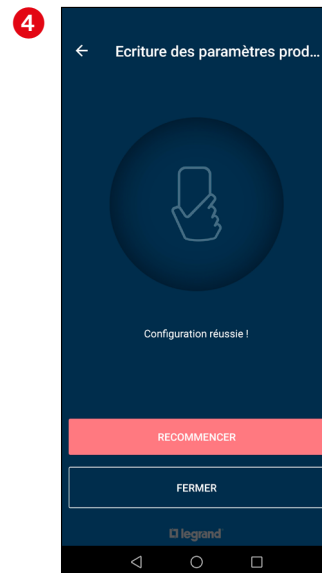 4
Ecriture des paramètres prod...
Configuration réussie !
RECOMMENCER
FERMER
legrand